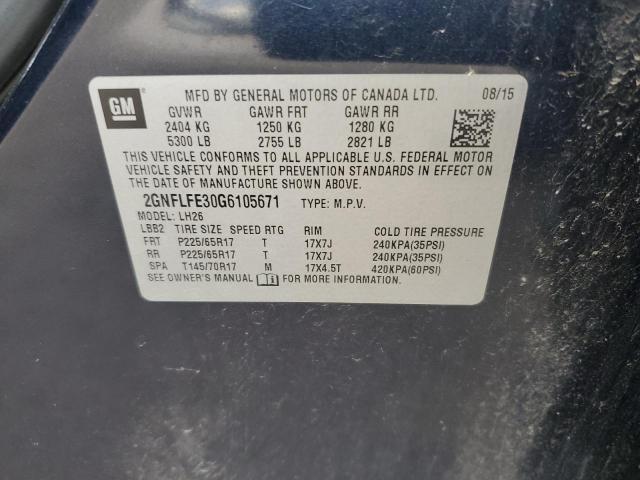 GM
MFD BY GENERAL MOTORS OF CANADA LTD. 08/15
GVWR GAWR FRT GAWR RR
2404 KG 1250 KG 1280 KG
5300 LB 2755 LB 2821 LB
THIS VEHICLE CONFORMS TO ALL APPLICABLE U.S. FEDERAL MOTOR
VEHICLE SAFETY AND THEFT PREVENTION STANDARDS IN EFFECT ON
THE DATE OF MANUFACTURE SHOWN ABOVE.
2GNFLFE30G6105671 TYPE: M.P.V.
MODEL: LH26
LBB2 TIRE SIZE SPEED RTG RIM COLD TIRE PRESSURE
FRT P225/65R17 T 17X7J 240KPA(35PSI)
RR P225/65R17 T 17X7J 240KPA(35PSI)
SPA T145/70R17 M 17X4.5T 420KPA(60PSI)
SEE OWNER'S MANUAL FOR MORE INFORMATION.